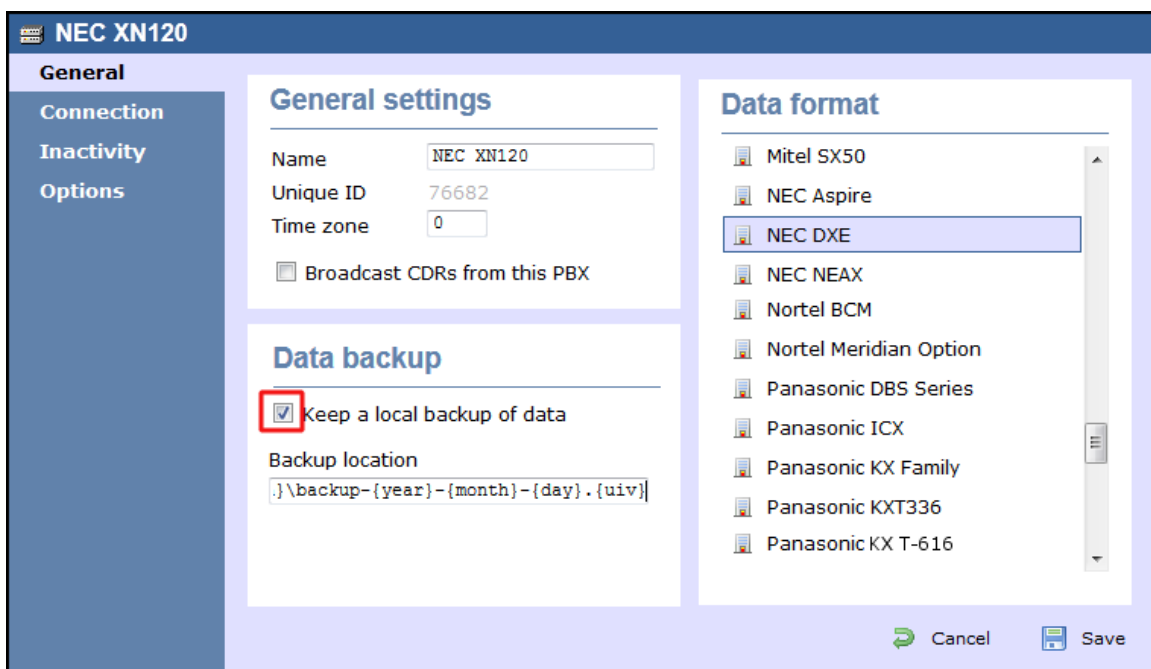 NEC XN120
General
Connection
Inactivity
Options
General settings
Name NEC XN120
Unique ID 76682
Time zone 0
Broadcast CDRs from this PBX
Data backup
Keep a local backup of data
Backup location
.}\backup-{year}-{month}-{day}.{uiv}
Data format
Mitel SX50
NEC Aspire
NEC DXE
NEC NEAX
Nortel BCM
Nortel Meridian Option
Panasonic DBS Series
Panasonic ICX
Panasonic KX Family
Panasonic KXT336
Panasonic KX T-616
Cancel Save